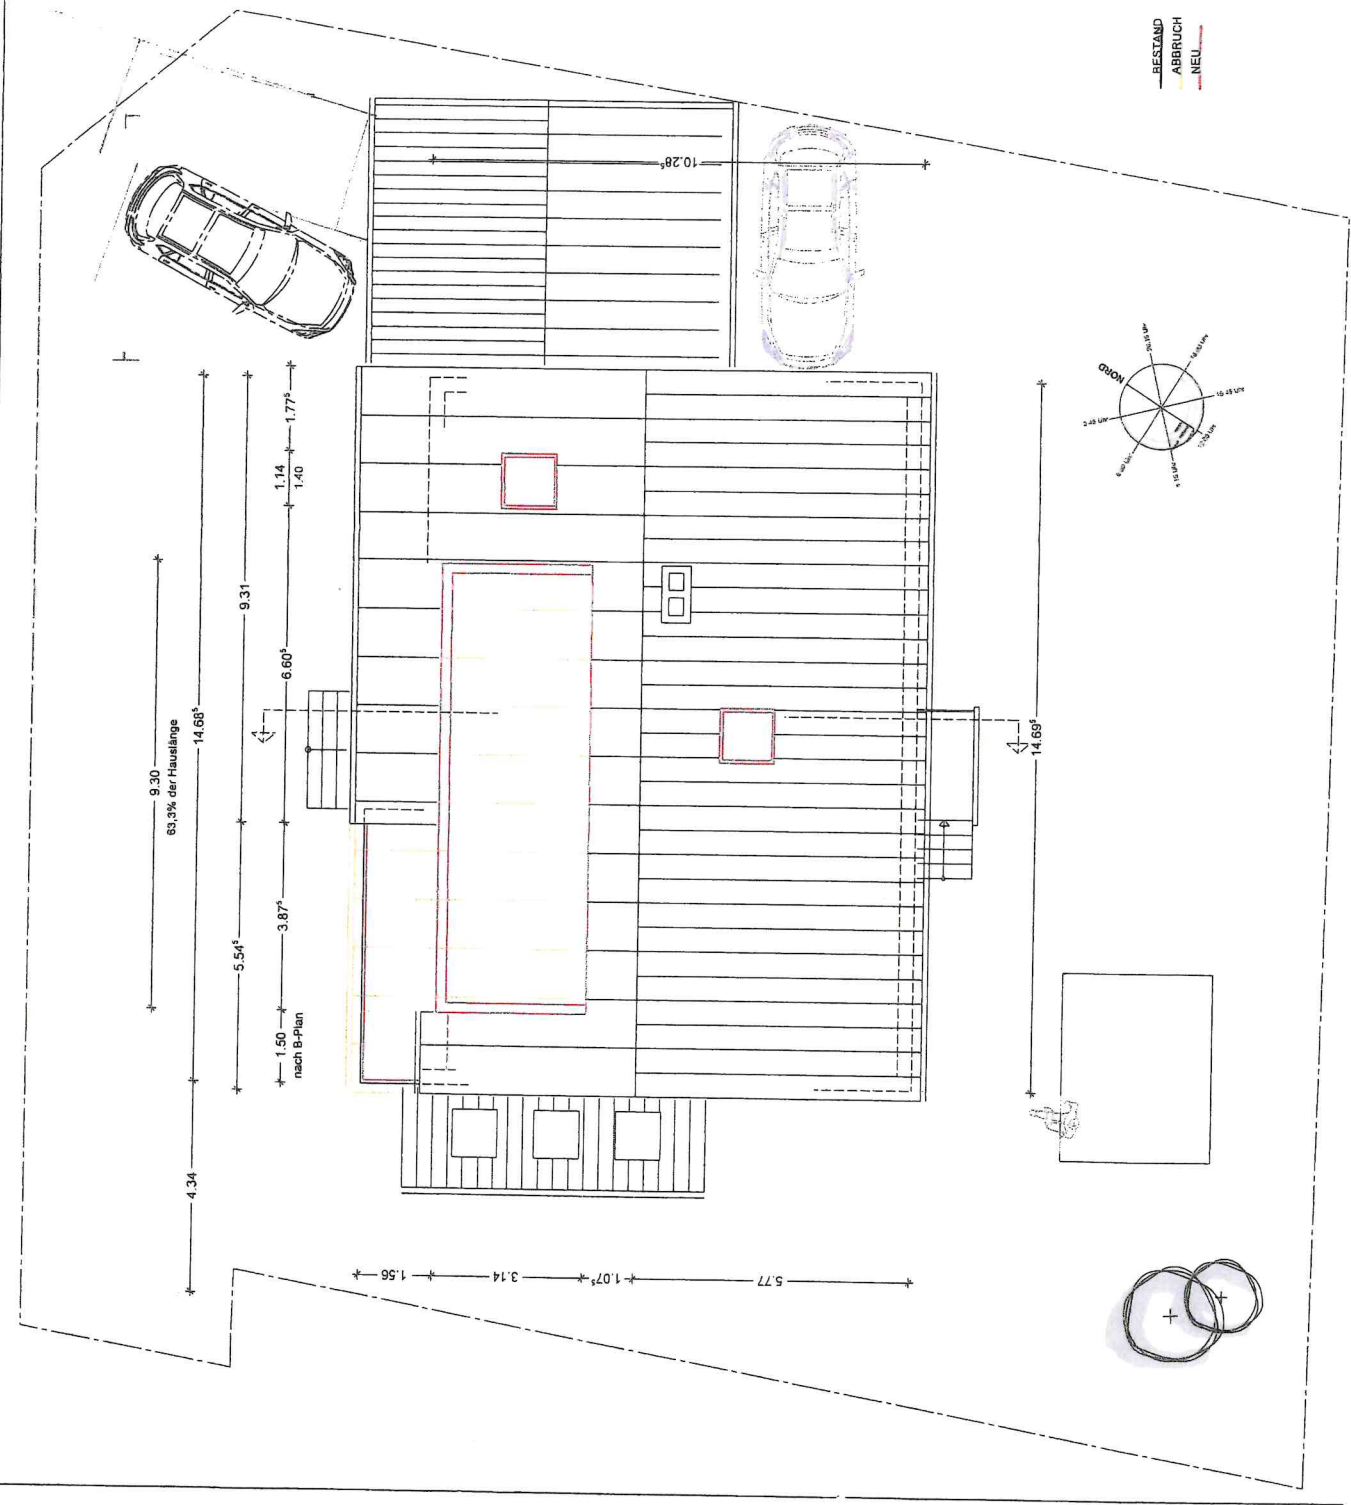 BESTAND
ABBRUCH
NEU
10.28⁵
NORD
1.77⁵
1.14
1.40
9.31
6.60⁵
9.30
63,3% der Hauslänge
14.68⁵
14.69⁵
3.87⁵
5.54⁵
1.50
nach B-Plan
4.34
1.56
3.14
1.07⁵
5.77